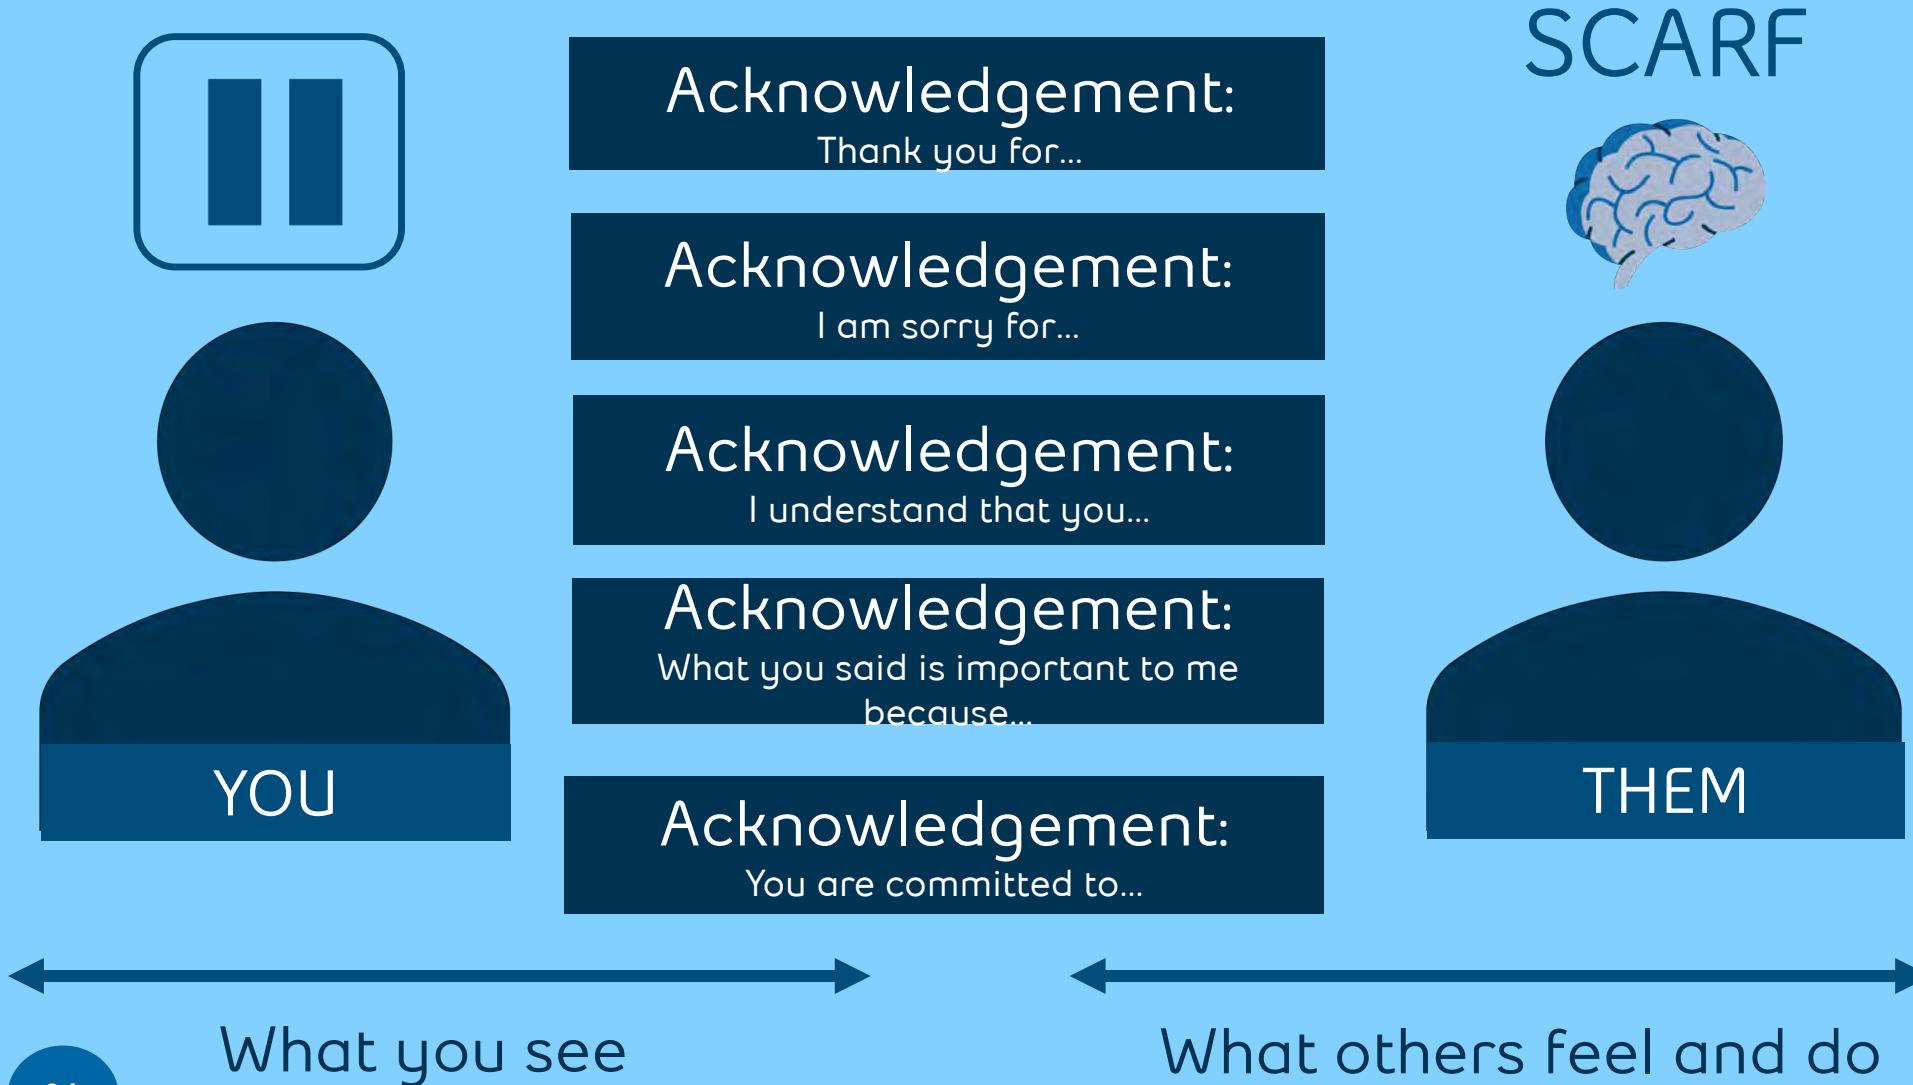 SCARF
Acknowledgement:
Thank you for...
Acknowledgement:
I am sorry for...
Acknowledgement:
I understand that you...
Acknowledgement:
What you said is important to me
because...
Acknowledgement:
You are committed to...
YOU
THEM
What you see
What others feel and do